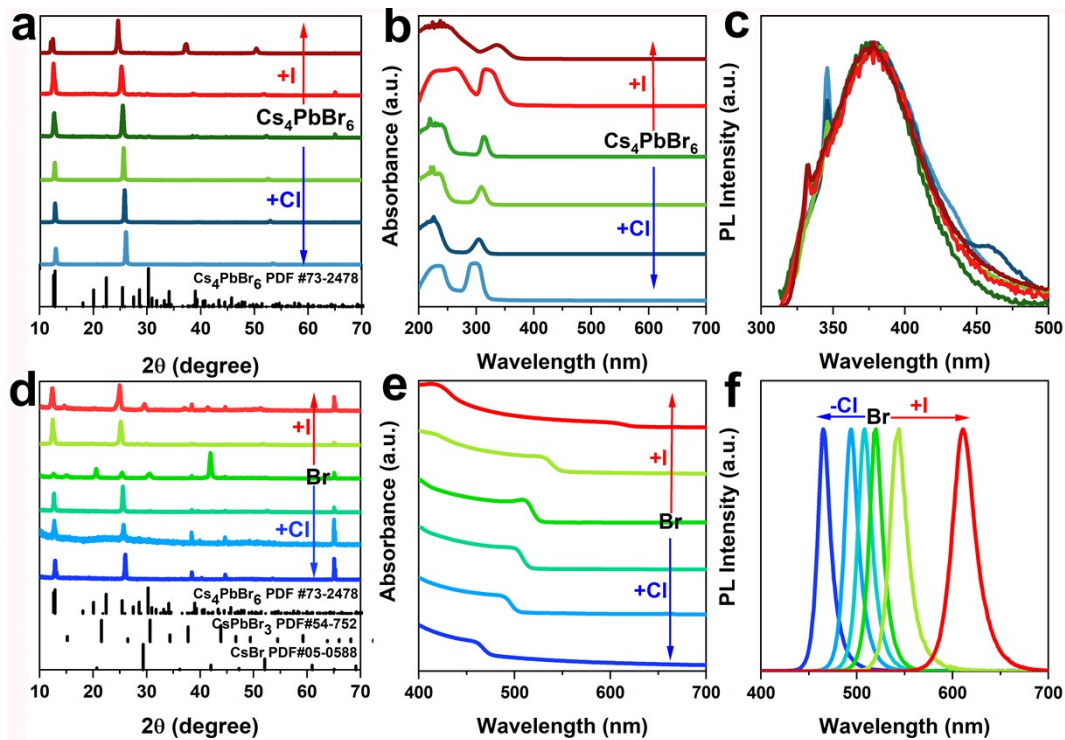 a
+I
Cs4PbBr6
+Cl
Cs4PbBr6 PDF #73-2478
10 20 30 40 50 60 70
2θ (degree)
b
Absorbance (a.u.)
+I
Cs4PbBr6
+Cl
200 300 400 500 600 700
Wavelength (nm)
c
PL Intensity (a.u.)
300 350 400 450 500
Wavelength (nm)
d
+I
Br
+Cl
Cs4PbBr6 PDF #73-2478
CsPbBr3 PDF#54-752
CsBr PDF#05-0588
10 20 30 40 50 60 70
2θ (degree)
e
Absorbance (a.u.)
+I
Br
+Cl
400 500 600 700
Wavelength (nm)
f
PL Intensity (a.u.)
-Cl Br +I
400 500 600 700
Wavelength (nm)